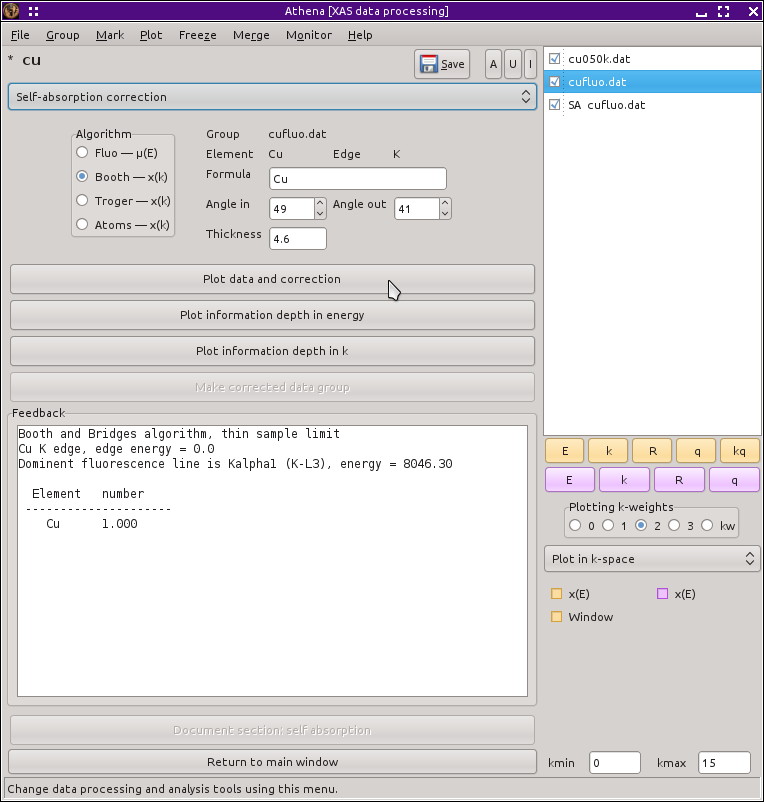 Athena [XAS data processing]
File Group Mark Plot Freeze Merge Monitor Help
* cu
Save
A U I
Self-absorption correction
Algorithm
Fluo — μ(E)
Booth — χ(k)
Troger — χ(k)
Atoms — χ(k)
Group cufluo.dat
Element Cu Edge K
Formula Cu
Angle in 49 Angle out 41
Thickness 4.6
Plot data and correction
Plot information depth in energy
Plot information depth in k
Make corrected data group
Feedback
Booth and Bridges algorithm, thin sample limit
Cu K edge, edge energy = 0.0
Dominent fluorescence line is Kalpha1 (K-L3), energy = 8046.30
Element number
---------------------
Cu 1.000
Document section: self absorption
Return to main window
Change data processing and analysis tools using this menu.
cu050k.dat
cufluo.dat
SA cufluo.dat
E k R q kq
E k R q
Plotting k-weights
0 1 2 3 kw
Plot in k-space
χ(E) χ(E)
Window
kmin 0 kmax 15